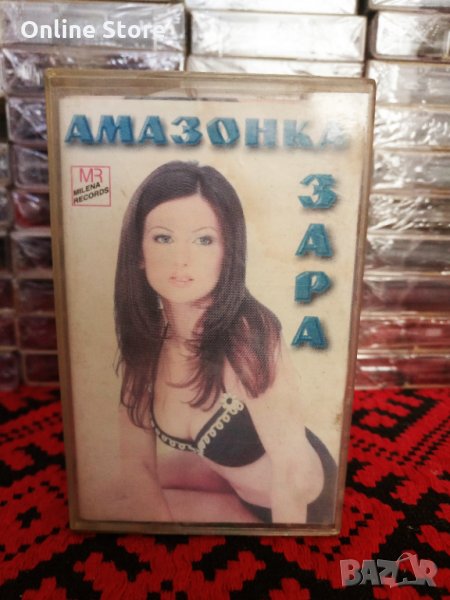 Online Store
АМАЗОНКА
MR
MILENA
RECORDS
ЗАРА
BAZAR